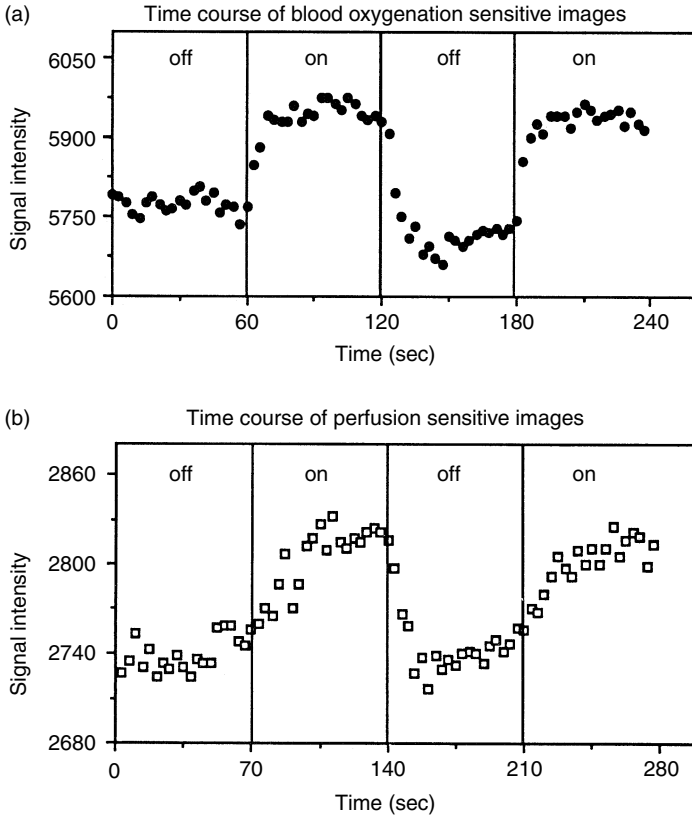 (a) Time course of blood oxygenation sensitive images
off on off on
6050
5900
5750
5600
Signal intensity
0 60 120 180 240
Time (sec)
(b) Time course of perfusion sensitive images
off on off on
2860
2800
2740
2680
Signal intensity
0 70 140 210 280
Time (sec)